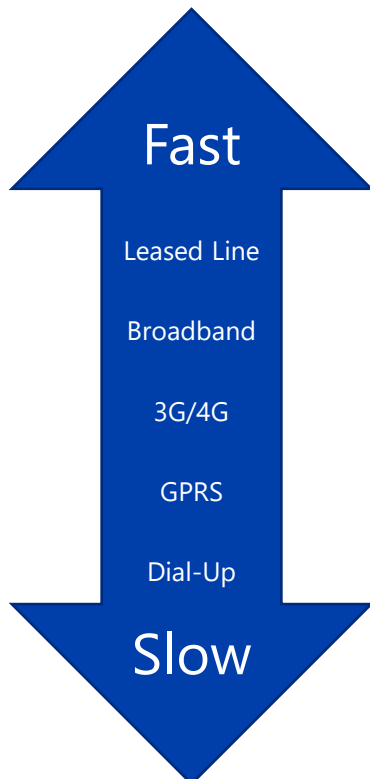 Fast
Leased Line
Broadband
3G/4G
GPRS
Dial-Up
Slow